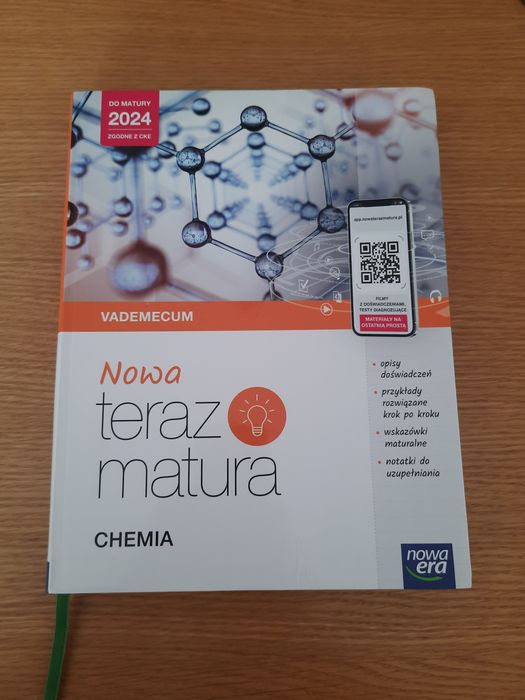 DO MATURY
2024
ZGODNE Z CKE
app.nowaterazmatura.pl
FILMY
Z DOŚWIADCZENIAMI,
TESTY DIAGNOZUJĄCE
MATERIAŁY NA
OSTATNIĄ PROSTĄ
VADEMECUM
Nowa
teraz
matura
CHEMIA
• opisy
doświadczeń
• przykłady
rozwiązane
krok po kroku
• wskazówki
maturalne
• notatki do
uzupełniania
nowa
era